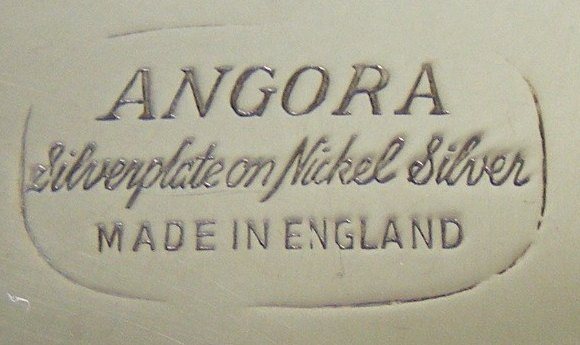 ANGORA
Silverplate on Nickel Silver
MADE IN ENGLAND